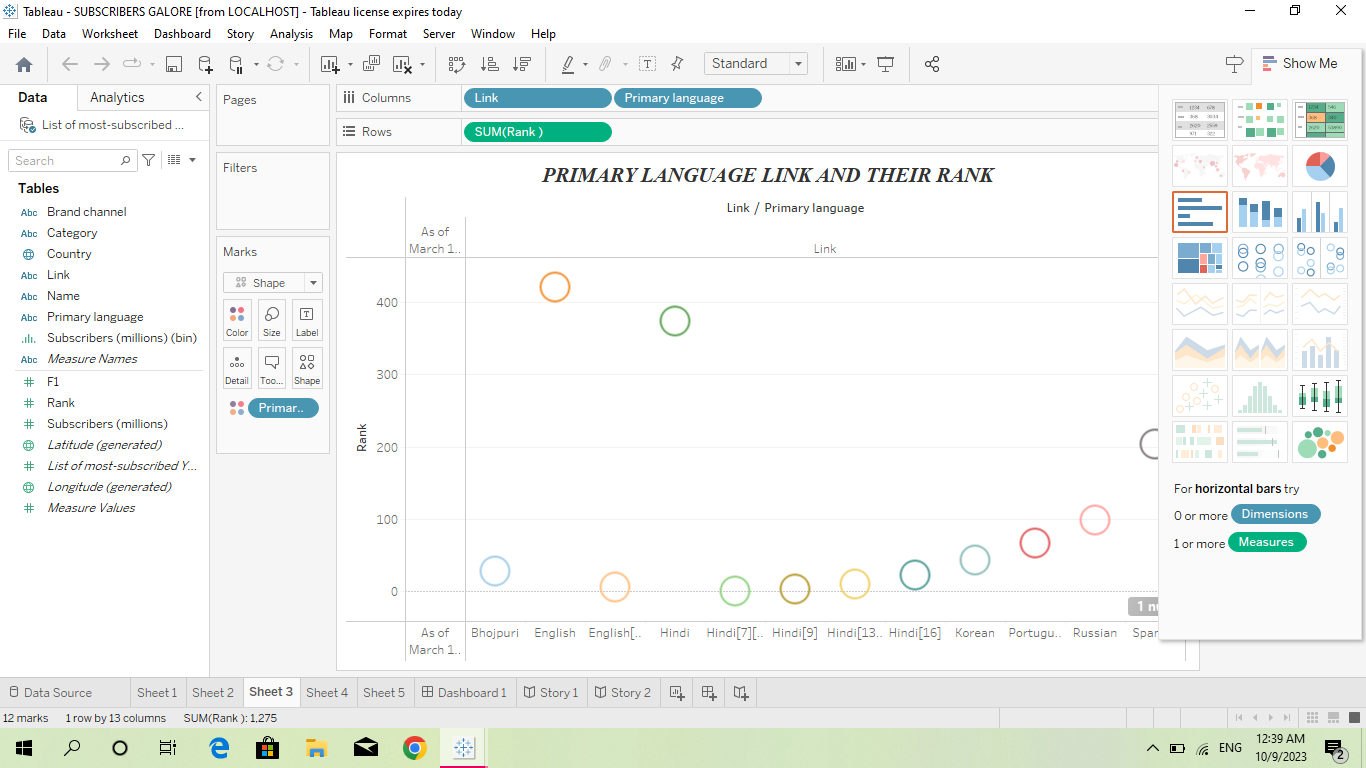 Tableau - SUBSCRIBERS GALORE [from LOCALHOST] - Tableau license expires today
File Data Worksheet Dashboard Story Analysis Map Format Server Window Help
Standard
Show Me
Data Analytics
List of most-subscribed ...
Search
Tables
Abc Brand channel
Abc Category
Country
Abc Link
Abc Name
Abc Primary language
Subscribers (millions) (bin)
Abc Measure Names
F1
Rank
Subscribers (millions)
Latitude (generated)
List of most-subscribed Y...
Longitude (generated)
Measure Values
Pages
Filters
Marks
Shape
Color Size Label
Detail Too... Shape
Primar..
Columns Link Primary language
Rows SUM(Rank )
PRIMARY LANGUAGE LINK AND THEIR RANK
Link / Primary language
As of
March 1..
Link
Rank
400
300
200
100
0
1 nu
As of
March 1..
Bhojpuri English English[.. Hindi Hindi[7][.. Hindi[9] Hindi[13.. Hindi[16] Korean Portugu.. Russian Span
For horizontal bars try
0 or more Dimensions
1 or more Measures
Data Source Sheet 1 Sheet 2 Sheet 3 Sheet 4 Sheet 5 Dashboard 1 Story 1 Story 2
12 marks 1 row by 13 columns SUM(Rank ): 1,275
ENG
12:39 AM
10/9/2023
2